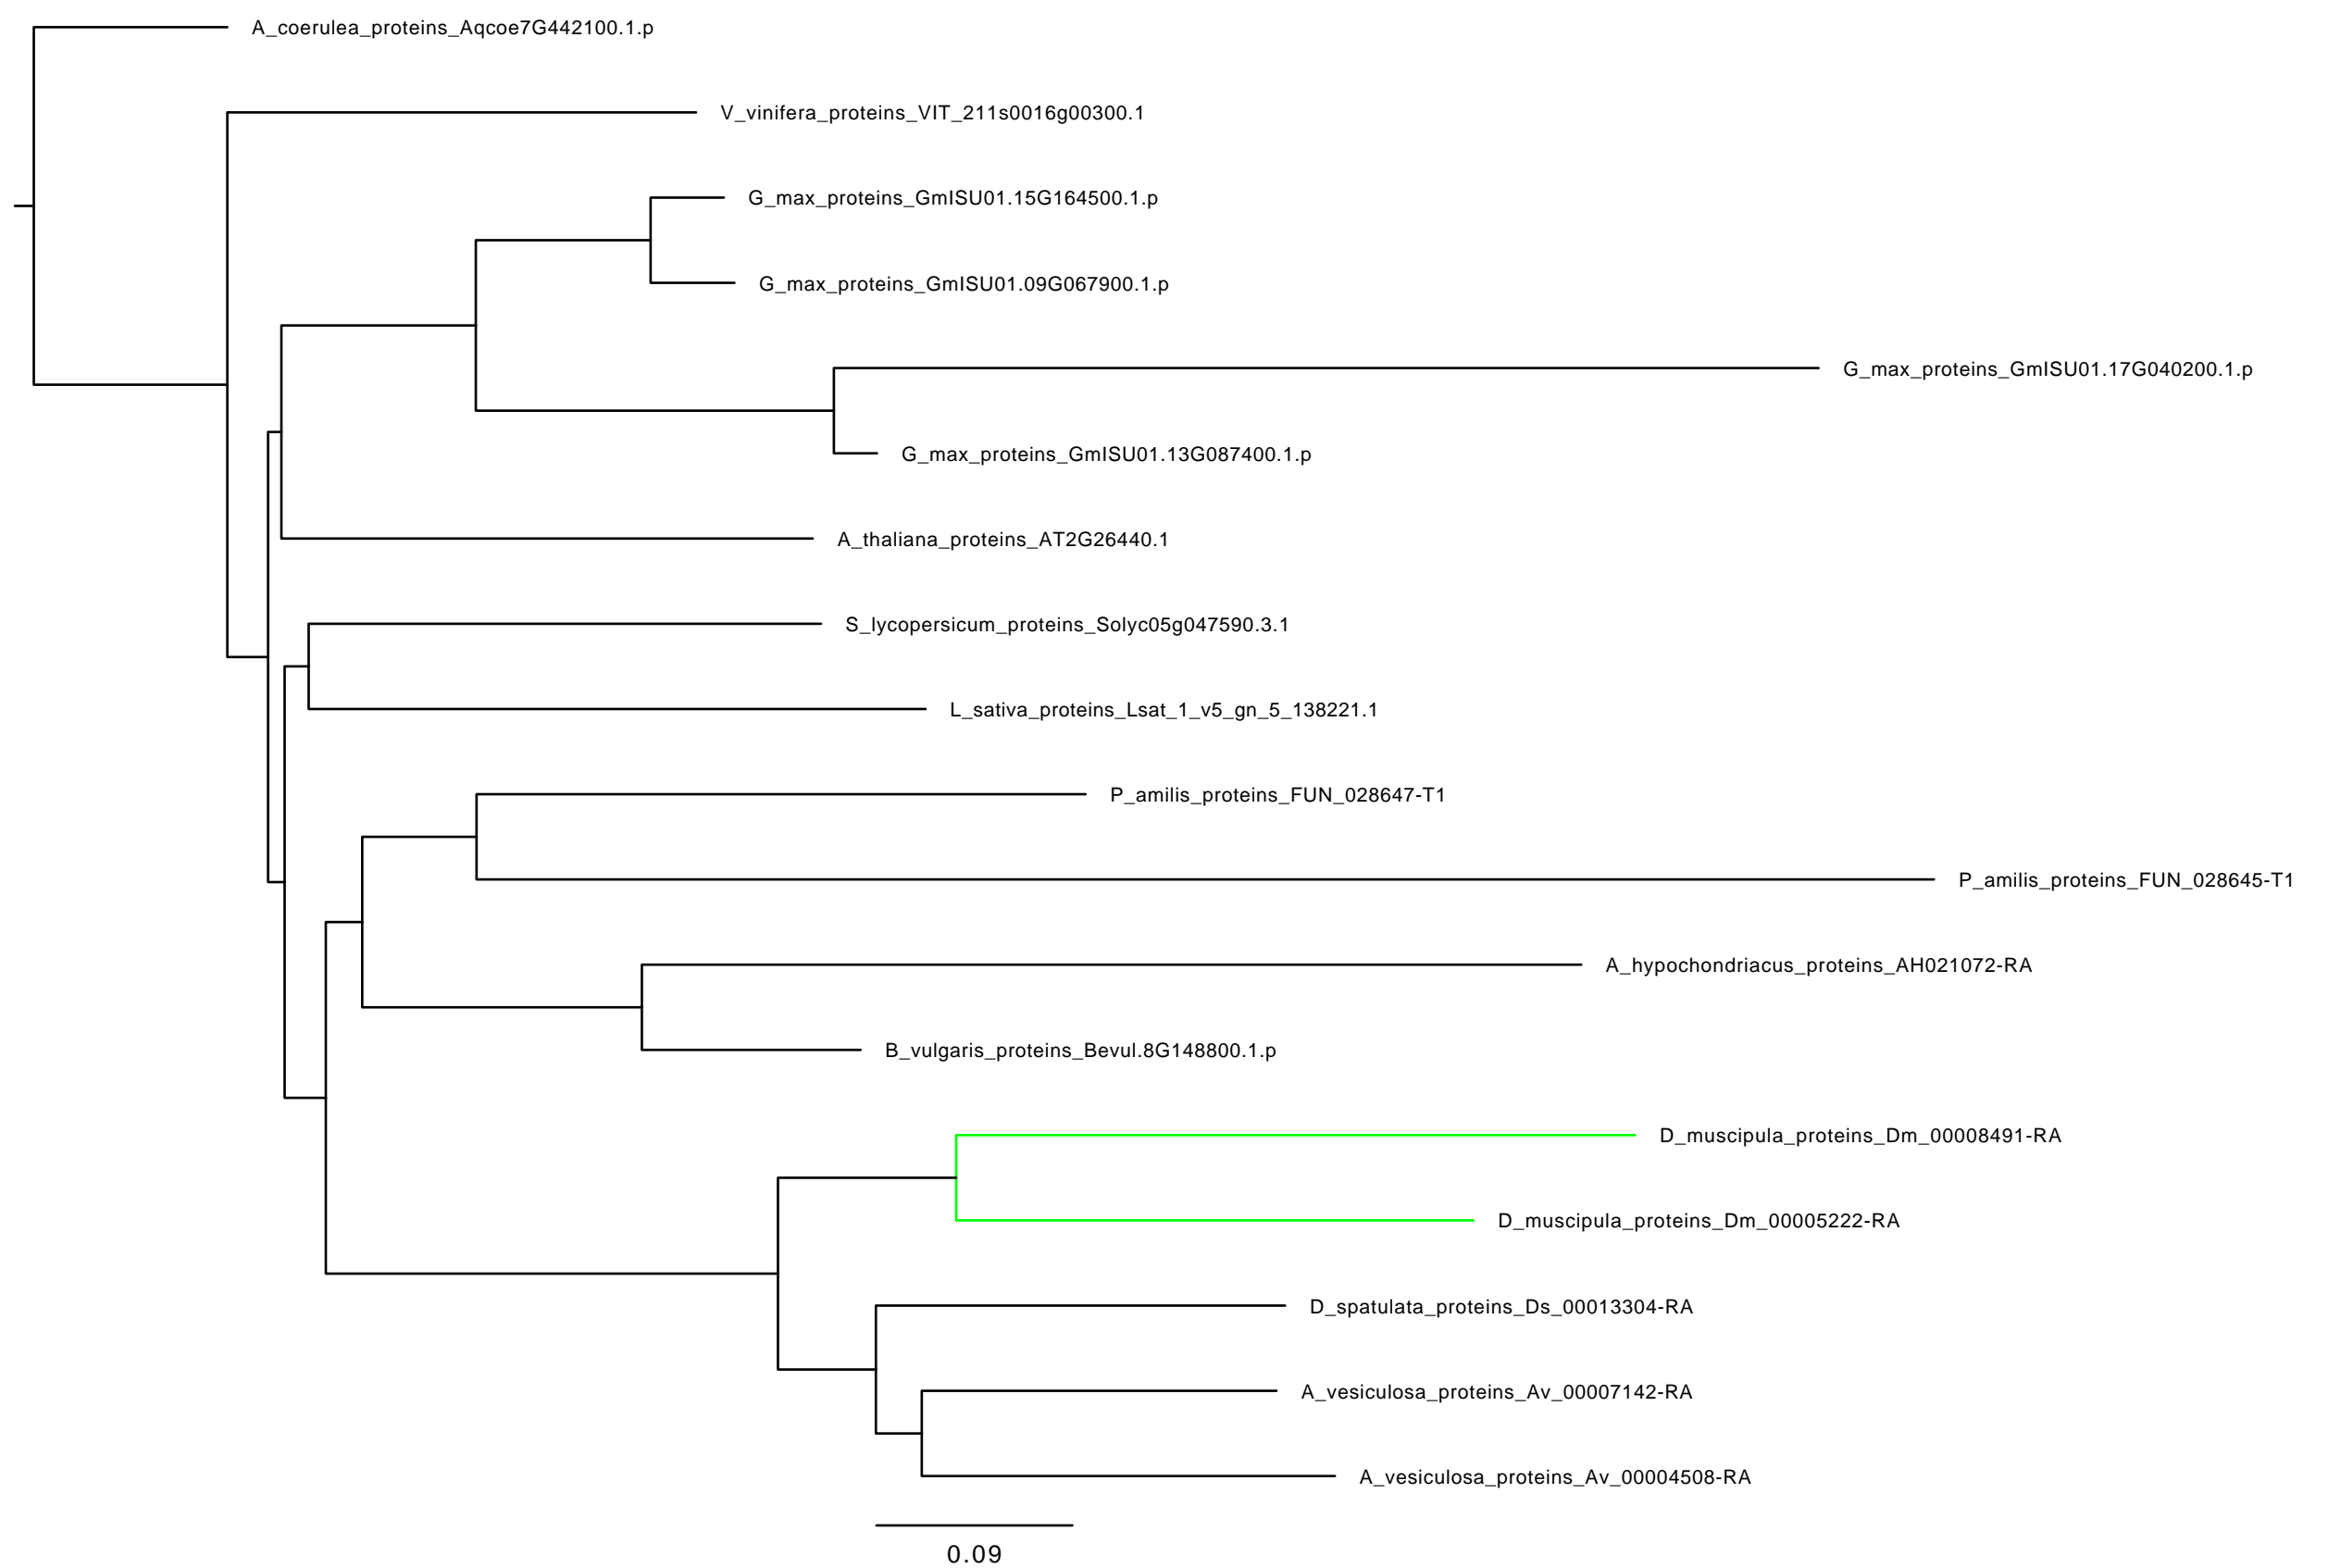 A_coerulea_proteins_Aqcoe7G442100.1.p
V_vinifera_proteins_VIT_211s0016g00300.1
G_max_proteins_GmISU01.15G164500.1.p
G_max_proteins_GmISU01.09G067900.1.p
G_max_proteins_GmISU01.17G040200.1.p
G_max_proteins_GmISU01.13G087400.1.p
A_thaliana_proteins_AT2G26440.1
S_lycopersicum_proteins_Solyc05g047590.3.1
L_sativa_proteins_Lsat_1_v5_gn_5_138221.1
P_amilis_proteins_FUN_028647-T1
P_amilis_proteins_FUN_028645-T1
A_hypochondriacus_proteins_AH021072-RA
B_vulgaris_proteins_Bevul.8G148800.1.p
D_muscipula_proteins_Dm_00008491-RA
D_muscipula_proteins_Dm_00005222-RA
D_spatulata_proteins_Ds_00013304-RA
A_vesiculosa_proteins_Av_00007142-RA
A_vesiculosa_proteins_Av_00004508-RA
0.09